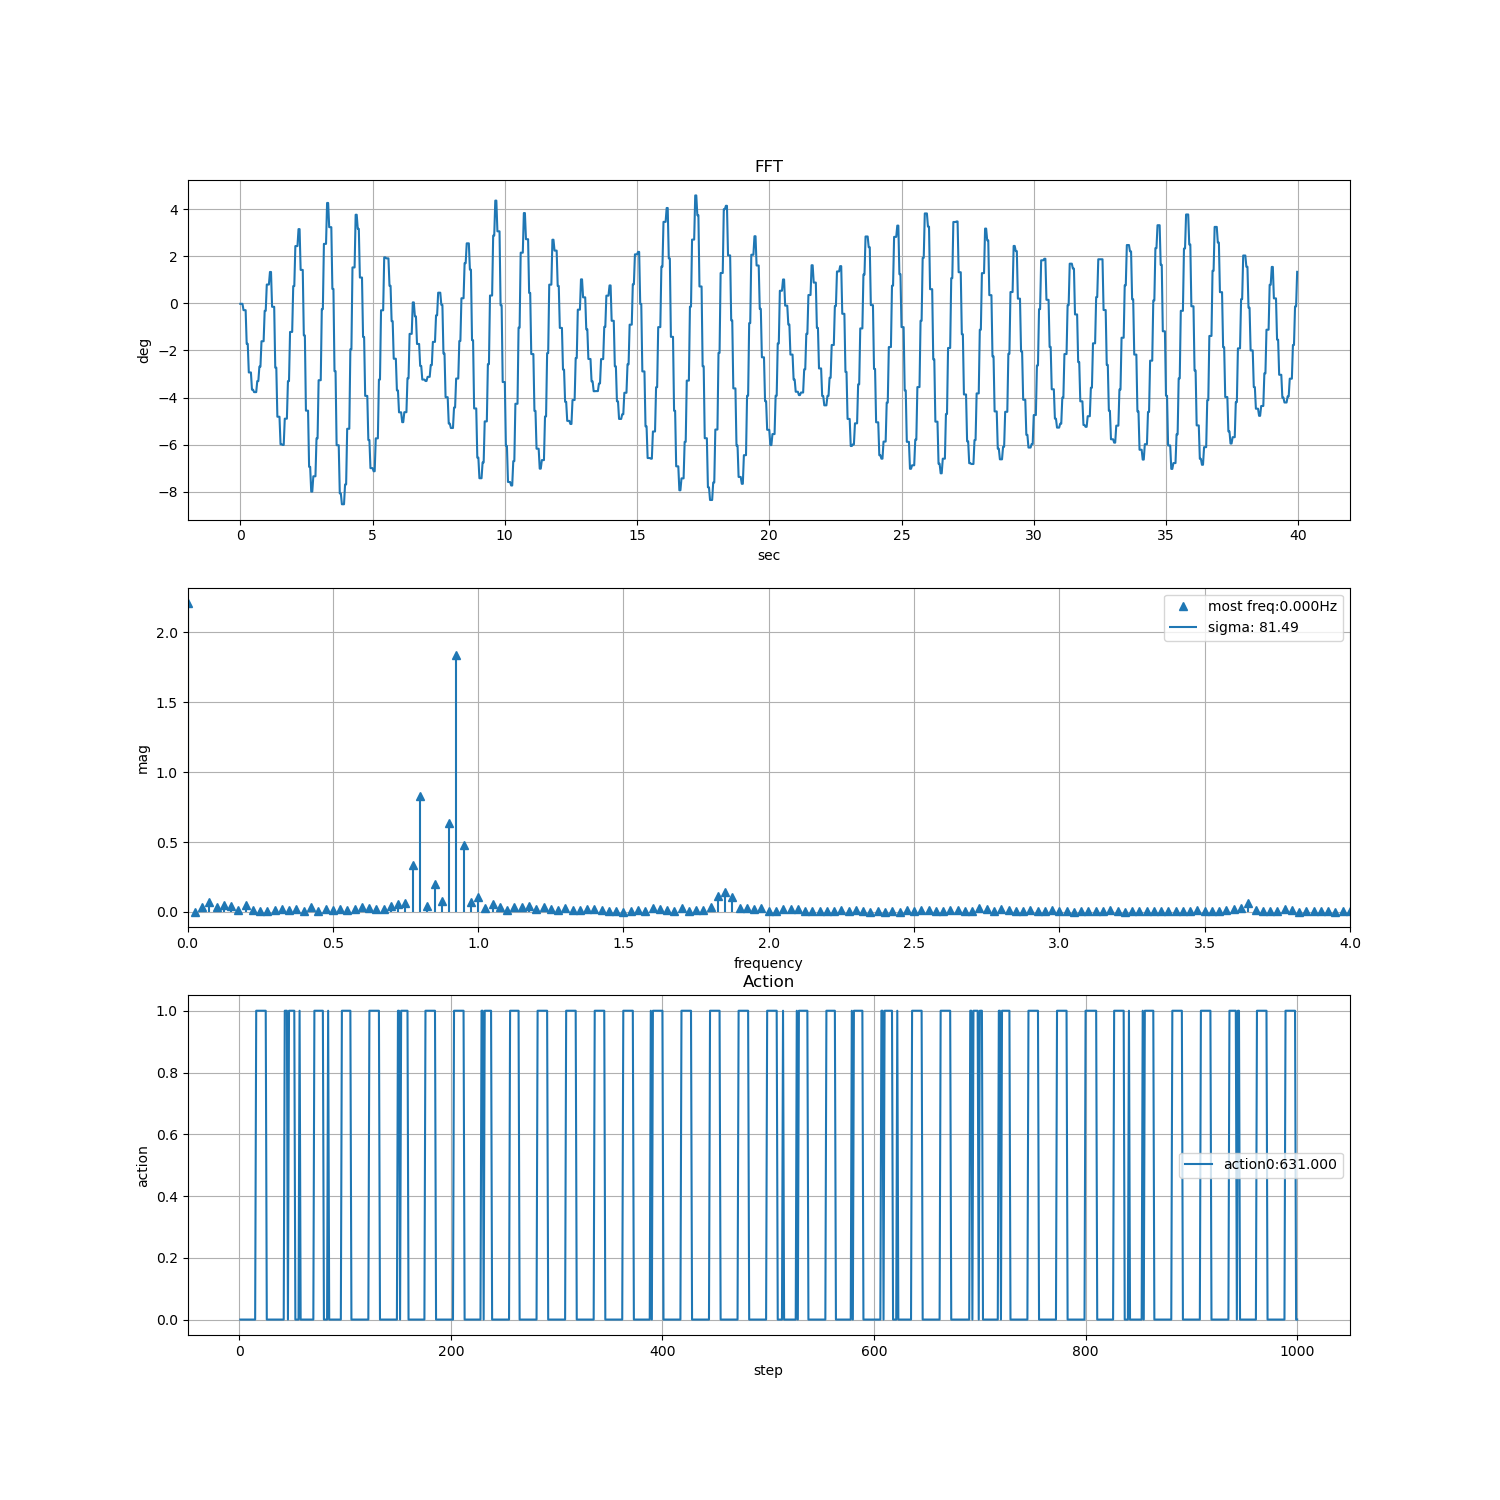 FFT
4
2
0
−2
−4
−6
−8
deg
0 5 10 15 20 25 30 35 40
sec
most freq:0.000Hz
sigma: 81.49
2.0
1.5
1.0
0.5
0.0
mag
0.0 0.5 1.0 1.5 2.0 2.5 3.0 3.5 4.0
frequency
Action
1.0
0.8
0.6
0.4
0.2
0.0
action
action0:631.000
0 200 400 600 800 1000
step